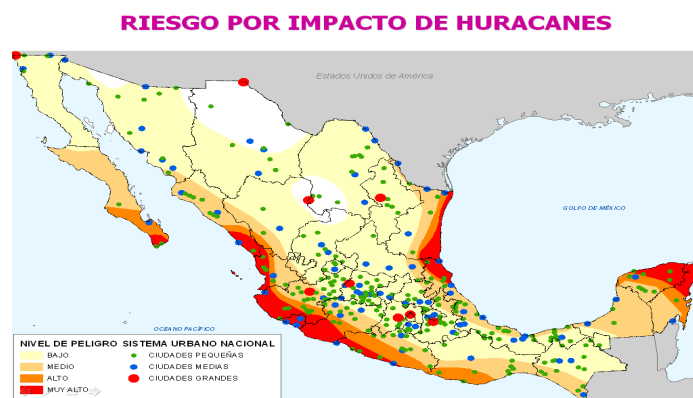 RIESGO POR IMPACTO DE HURACANES
Estados Unidos de América
GOLFO DE MÉXICO
OCEANO PACÍFICO
NIVEL DE PELIGRO SISTEMA URBANO NACIONAL
BAJO CIUDADES PEQUEÑAS
MEDIO CIUDADES MEDIAS
ALTO CIUDADES GRANDES
MUY ALTO